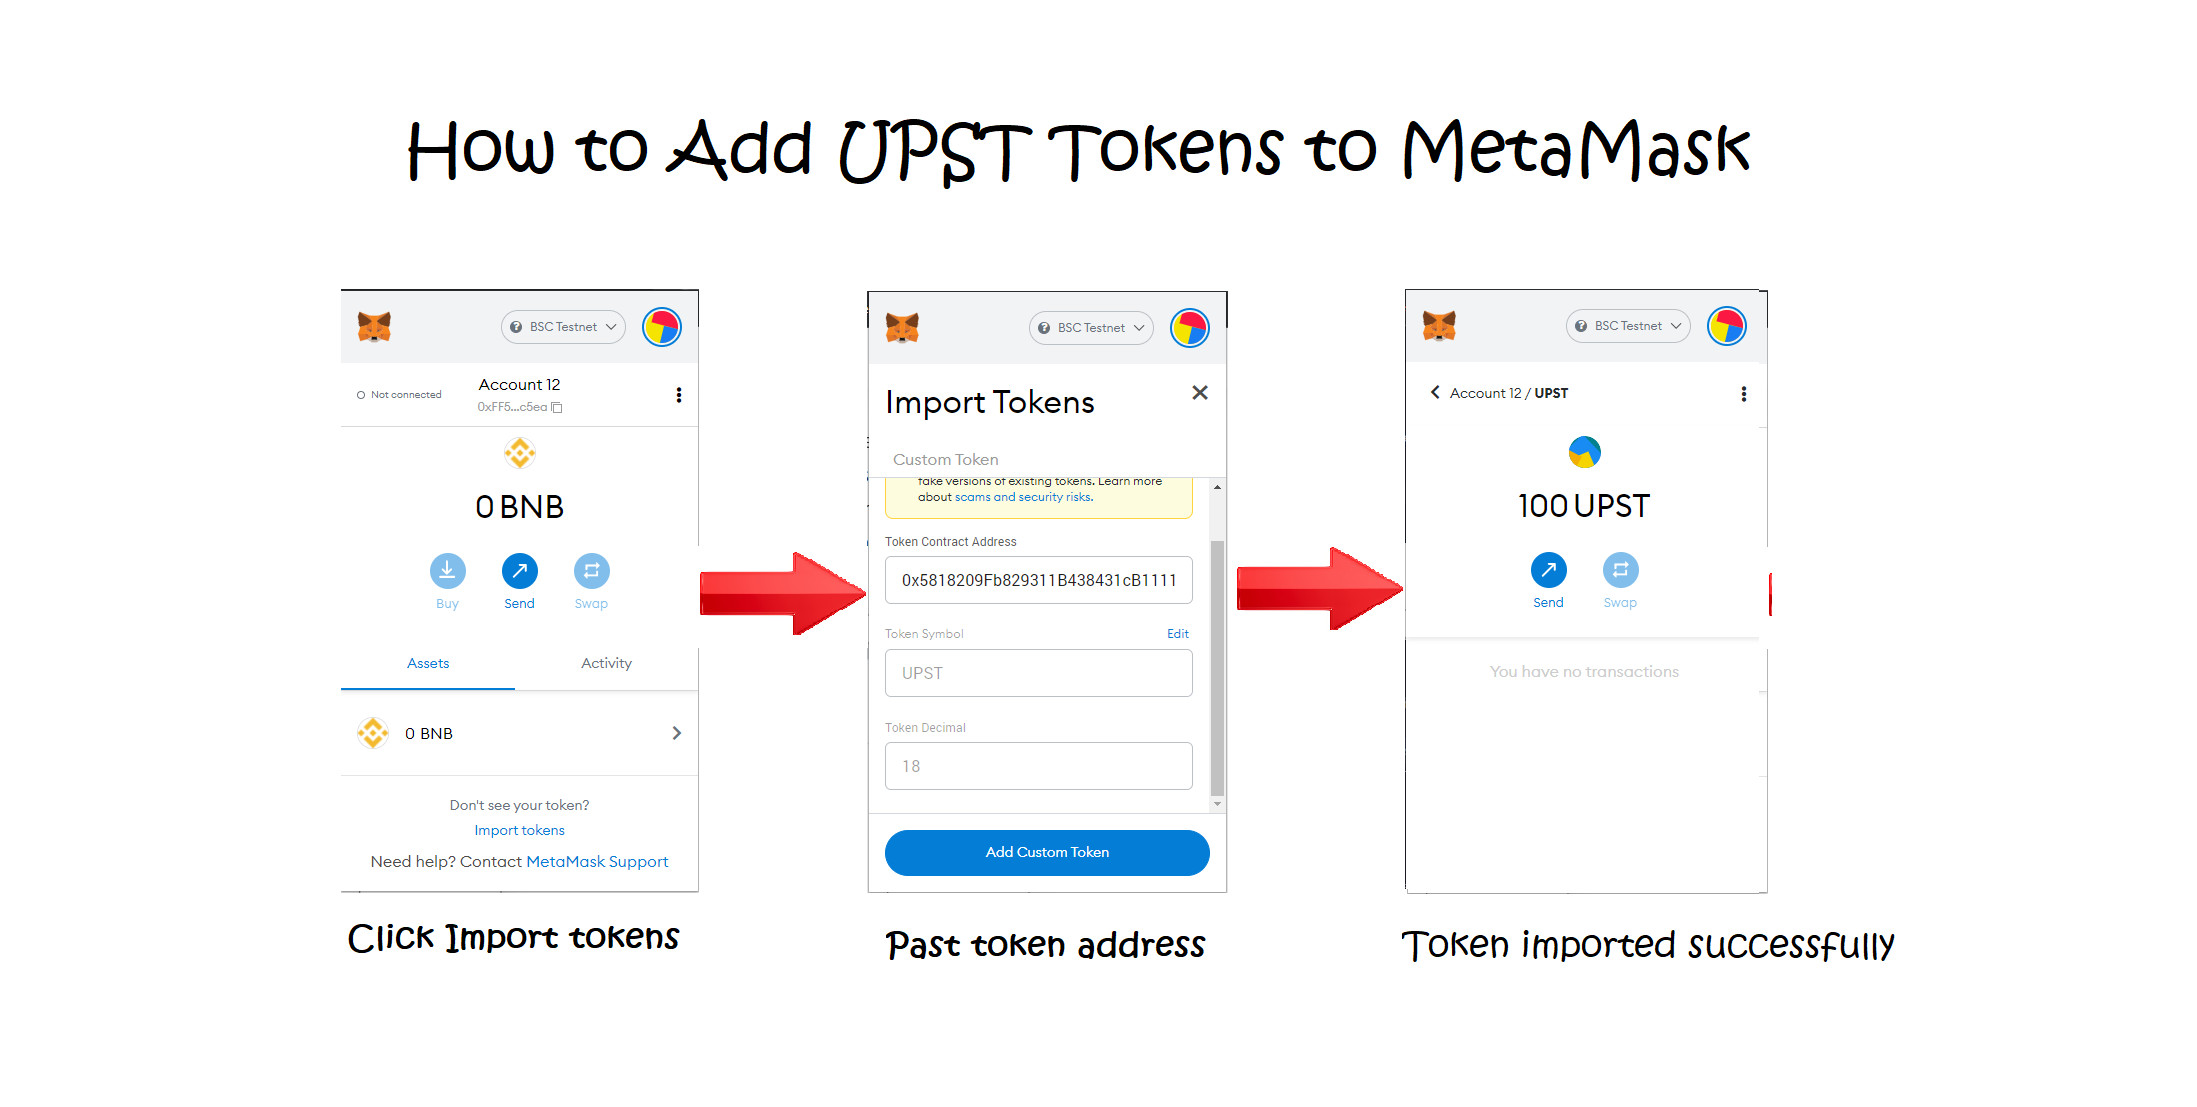 How to Add UPST Tokens to MetaMask
BSC Testnet
Not connected
Account 12
0xFF5...c5ea
0 BNB
Buy
Send
Swap
Assets
Activity
0 BNB
Don't see your token?
Import tokens
Need help? Contact MetaMask Support
Click Import tokens
BSC Testnet
Import Tokens
Custom Token
fake versions of existing tokens. Learn more
about scams and security risks.
Token Contract Address
0x5818209Fb829311B438431cB1111
Token Symbol
Edit
UPST
Token Decimal
18
Add Custom Token
Past token address
BSC Testnet
Account 12 / UPST
100 UPST
Send
Swap
You have no transactions
Token imported successfully